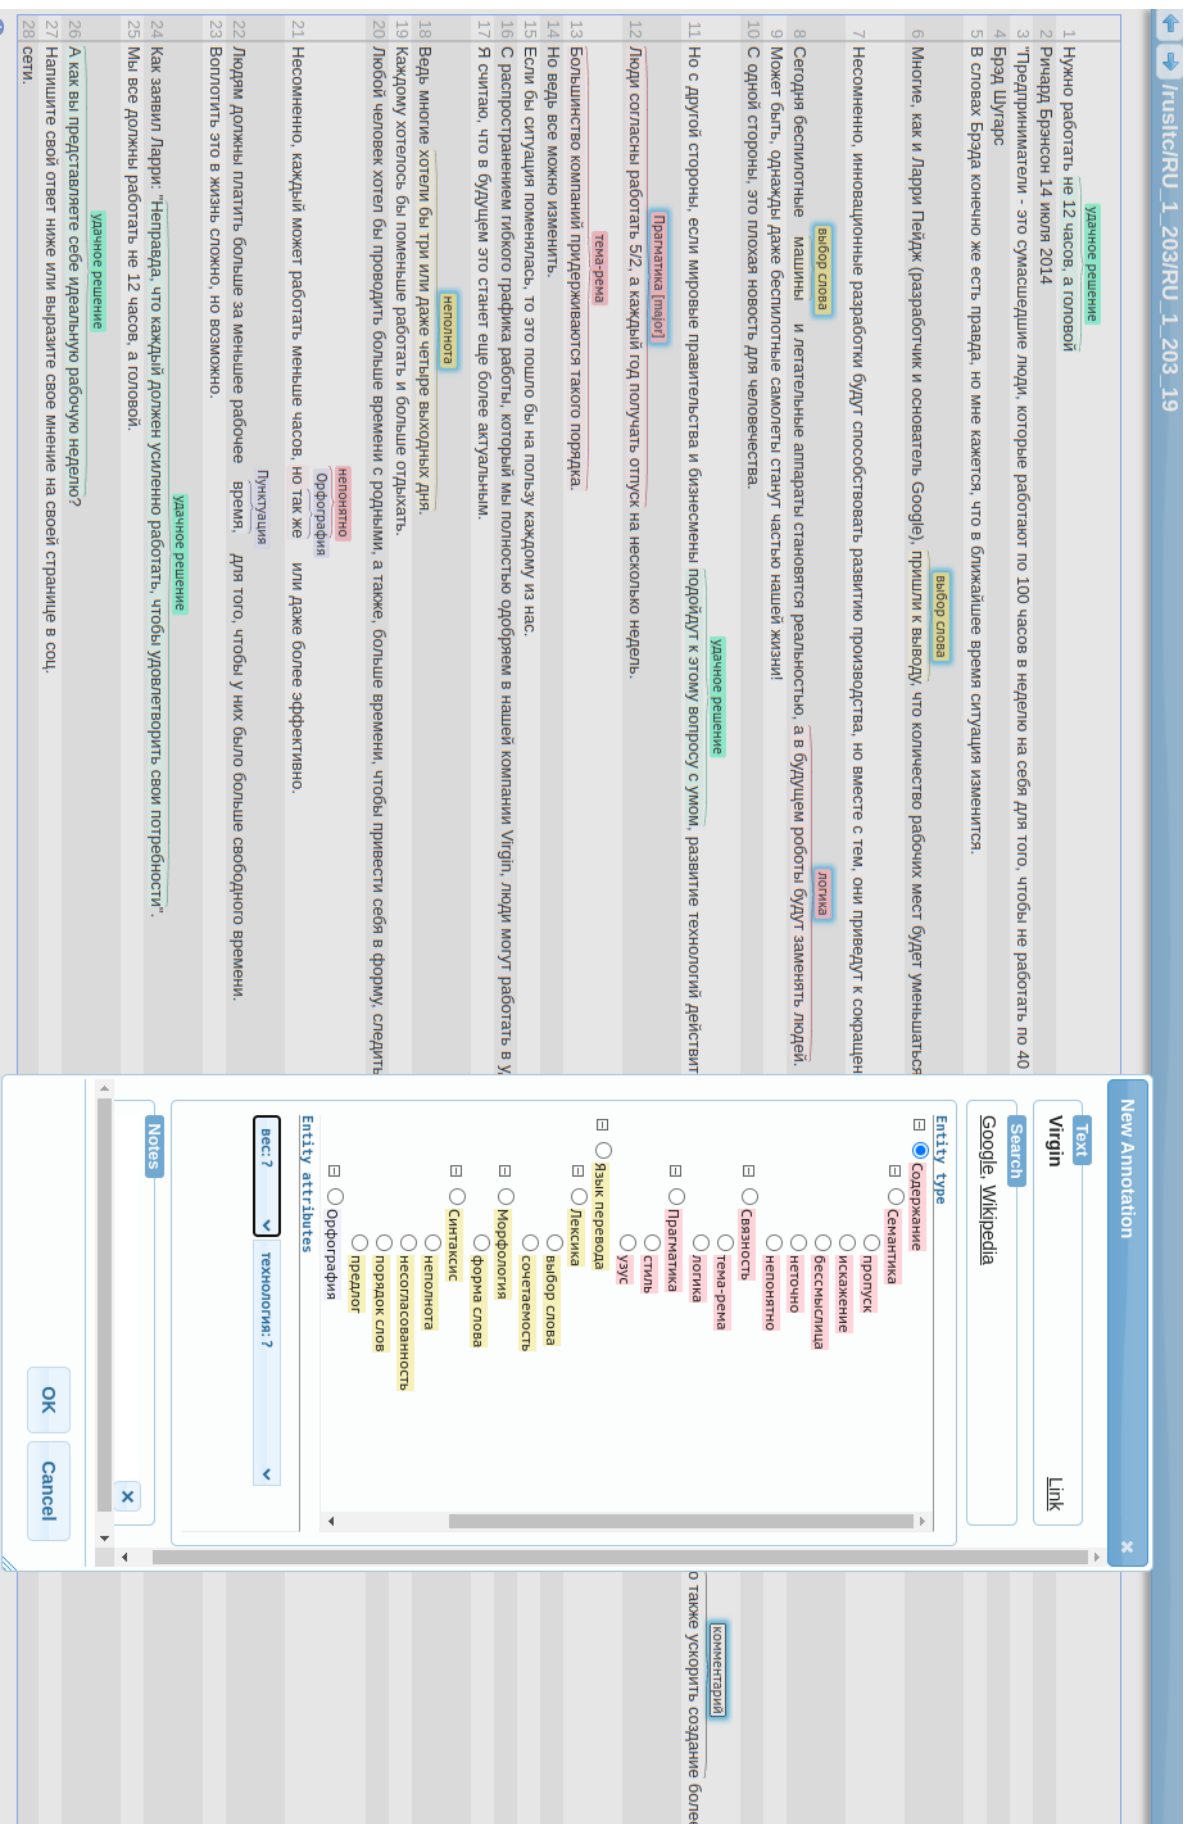 /rusltc/RU_1_203/RU_1_203_19
удачное решение
1 Нужно работать не 12 часов, а головой
2 Ричард Брэнсон 14 июля 2014
3 "Предприниматели - это сумасшедшие люди, которые работают по 100 часов в неделю на себя для того, чтобы не работать по 40
4 Брэд Шугарс
5 В словах Брэда конечно же есть правда, но мне кажется, что в ближайшее время ситуация изменится.
выбор слова
6 Многие, как и Ларри Пейдж (разработчик и основатель Google), пришли к выводу, что количество рабочих мест будет уменьшаться
7 Несомненно, инновационные разработки будут способствовать развитию производства, но вместе с тем, они приведут к сокращен
выбор слова логика
8 Сегодня беспилотные машины и летательные аппараты становятся реальностью, а в будущем роботы будут заменять людей.
9 Может быть, однажды даже беспилотные самолеты станут частью нашей жизни!
10 С одной стороны, это плохая новость для человечества.
удачное решение комментарий
11 Но с другой стороны, если мировые правительства и бизнесмены подойдут к этому вопросу с умом, развитие технологий действит о также ускорить создание более
Прагматика [major]
12 Люди согласны работать 5/2, а каждый год получать отпуск на несколько недель.
тема-рема
13 Большинство компаний придерживаются такого порядка.
14 Но ведь все можно изменить.
15 Если бы ситуация поменялась, то это пошло бы на пользу каждому из нас.
16 С распространением гибкого графика работы, который мы полностью одобряем в нашей компании Virgin, люди могут работать в у
17 Я считаю, что в будущем это станет еще более актуальным.
неполнота
18 Ведь многие хотели бы три или даже четыре выходных дня.
19 Каждому хотелось бы поменьше работать и больше отдыхать.
20 Любой человек хотел бы проводить больше времени с родными, а также, больше времени, чтобы привести себя в форму, следить
непонятно
Орфография
21 Несомненно, каждый может работать меньше часов, но так же или даже более эффективно.
Пунктуация
22 Людям должны платить больше за меньшее рабочее время, для того, чтобы у них было больше свободного времени.
23 Воплотить это в жизнь сложно, но возможно.
удачное решение
24 Как заявил Ларри: "Неправда, что каждый должен усиленно работать, чтобы удовлетворить свои потребности".
25 Мы все должны работать не 12 часов, а головой.
удачное решение
26 А как вы представляете себе идеальную рабочую неделю?
27 Напишите свой ответ ниже или выразите свое мнение на своей странице в соц.
28 сети.
New Annotation
Text
Virgin Link
Search
Google, Wikipedia
Entity type
Содержание
Семантика
пропуск
искажение
бессмыслица
неточно
непонятно
Связность
тема-рема
логика
Прагматика
стиль
узус
Язык перевода
Лексика
выбор слова
сочетаемость
Морфология
форма слова
Синтаксис
неполнота
несогласованность
порядок слов
предлог
Орфография
Entity attributes
вес: ? технология: ?
Notes
OK Cancel